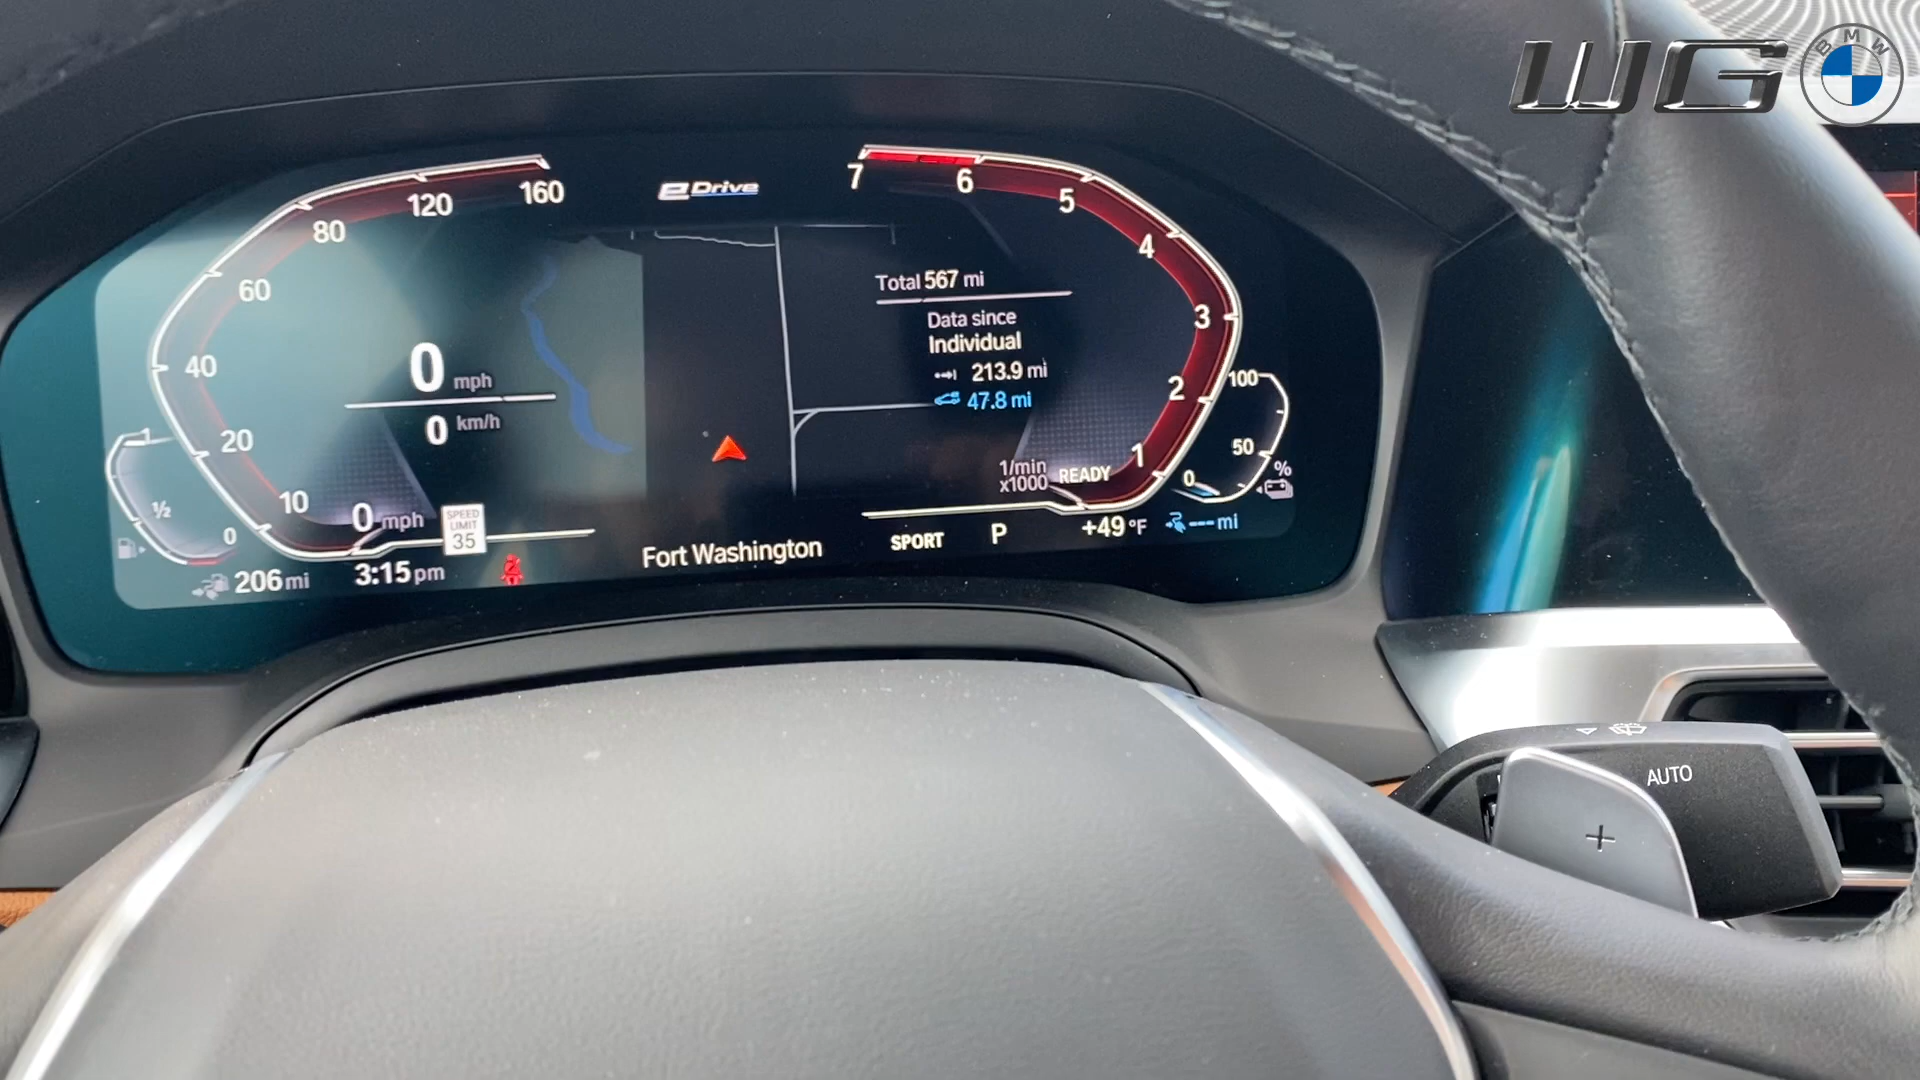 WG
BMW
160
120
80
60
40
20
10
0 mph
0 km/h
0 mph
SPEED
LIMIT
35
1
½
0
206 mi
3:15 pm
eDrive
Fort Washington
7
6
5
4
3
2
1
Total 567 mi
Data since
Individual
213.9 mi
47.8 mi
1/min
x1000
READY
SPORT
P
+49 °F
--- mi
100
50
0
%
AUTO
+